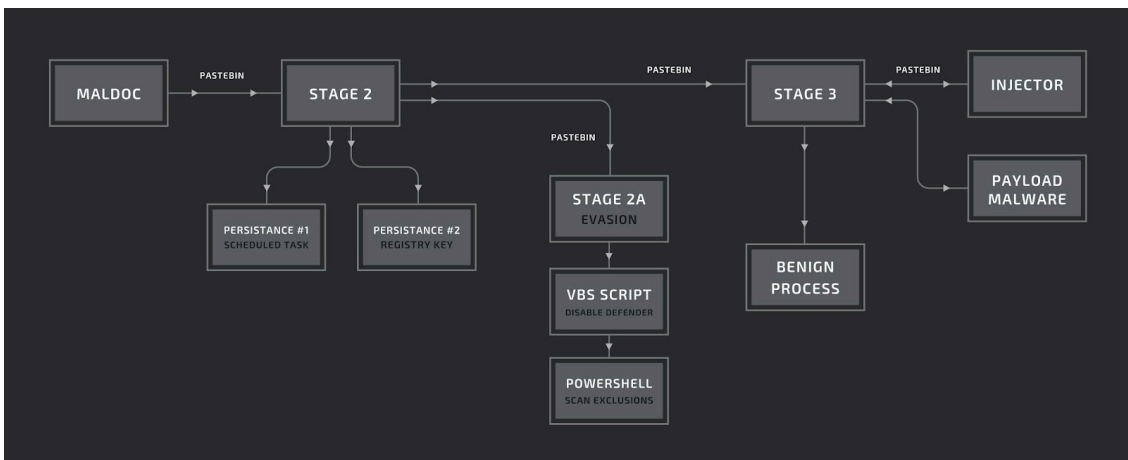 PASTEBIN
PASTEBIN
PASTEBIN
MALDOC
STAGE 2
STAGE 3
INJECTOR
PASTEBIN
STAGE 2A
EVASION
PAYLOAD
MALWARE
PERSISTANCE #1
SCHEDULED TASK
PERSISTANCE #2
REGISTRY KEY
BENIGN
PROCESS
VBS SCRIPT
DISABLE DEFENDER
POWERSHELL
SCAN EXCLUSIONS